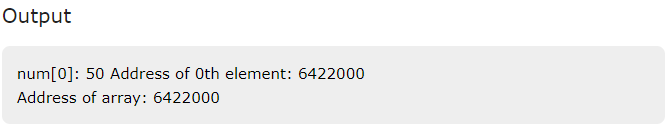 Output
num[0]: 50 Address of 0th element: 6422000
Address of array: 6422000